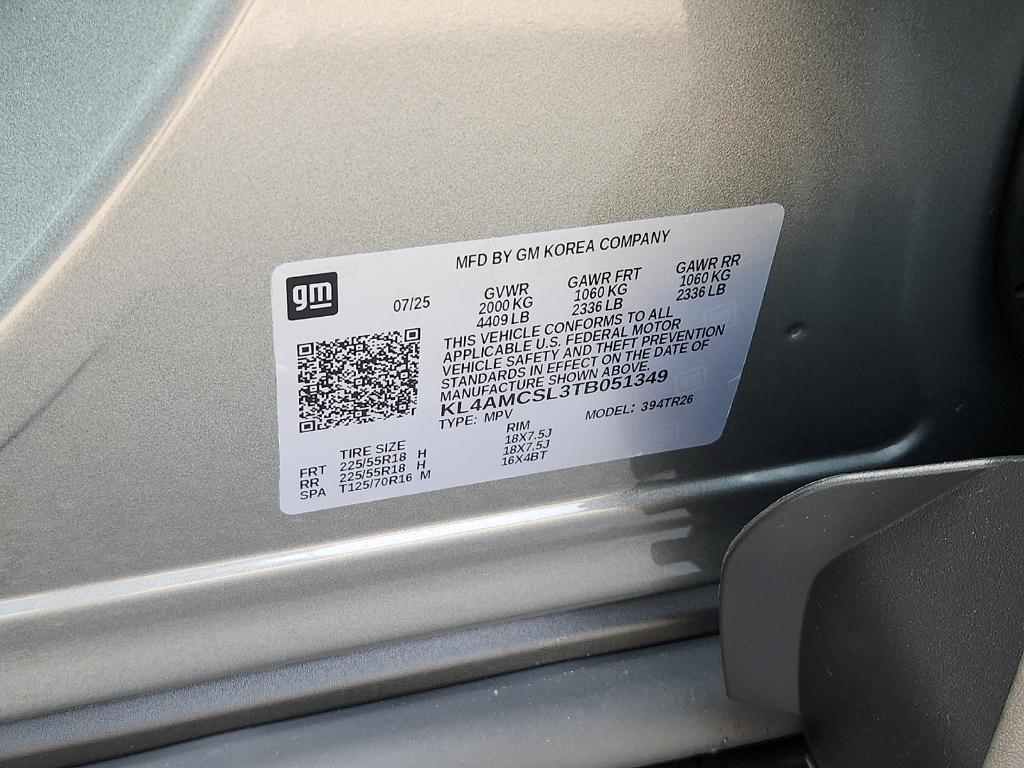 MFD BY GM KOREA COMPANY
gm
07/25
GVWR
2000 KG
4409 LB
GAWR FRT
1060 KG
2336 LB
GAWR RR
1060 KG
2336 LB
THIS VEHICLE CONFORMS TO ALL
APPLICABLE U.S. FEDERAL MOTOR
VEHICLE SAFETY AND THEFT PREVENTION
STANDARDS IN EFFECT ON THE DATE OF
MANUFACTURE SHOWN ABOVE.
KL4AMCSL3TB051349
TYPE: MPV MODEL: 394TR26
TIRE SIZE RIM
FRT 225/55R18 H 18X7.5J
RR 225/55R18 H 18X7.5J
SPA T125/70R16 M 16X4BT